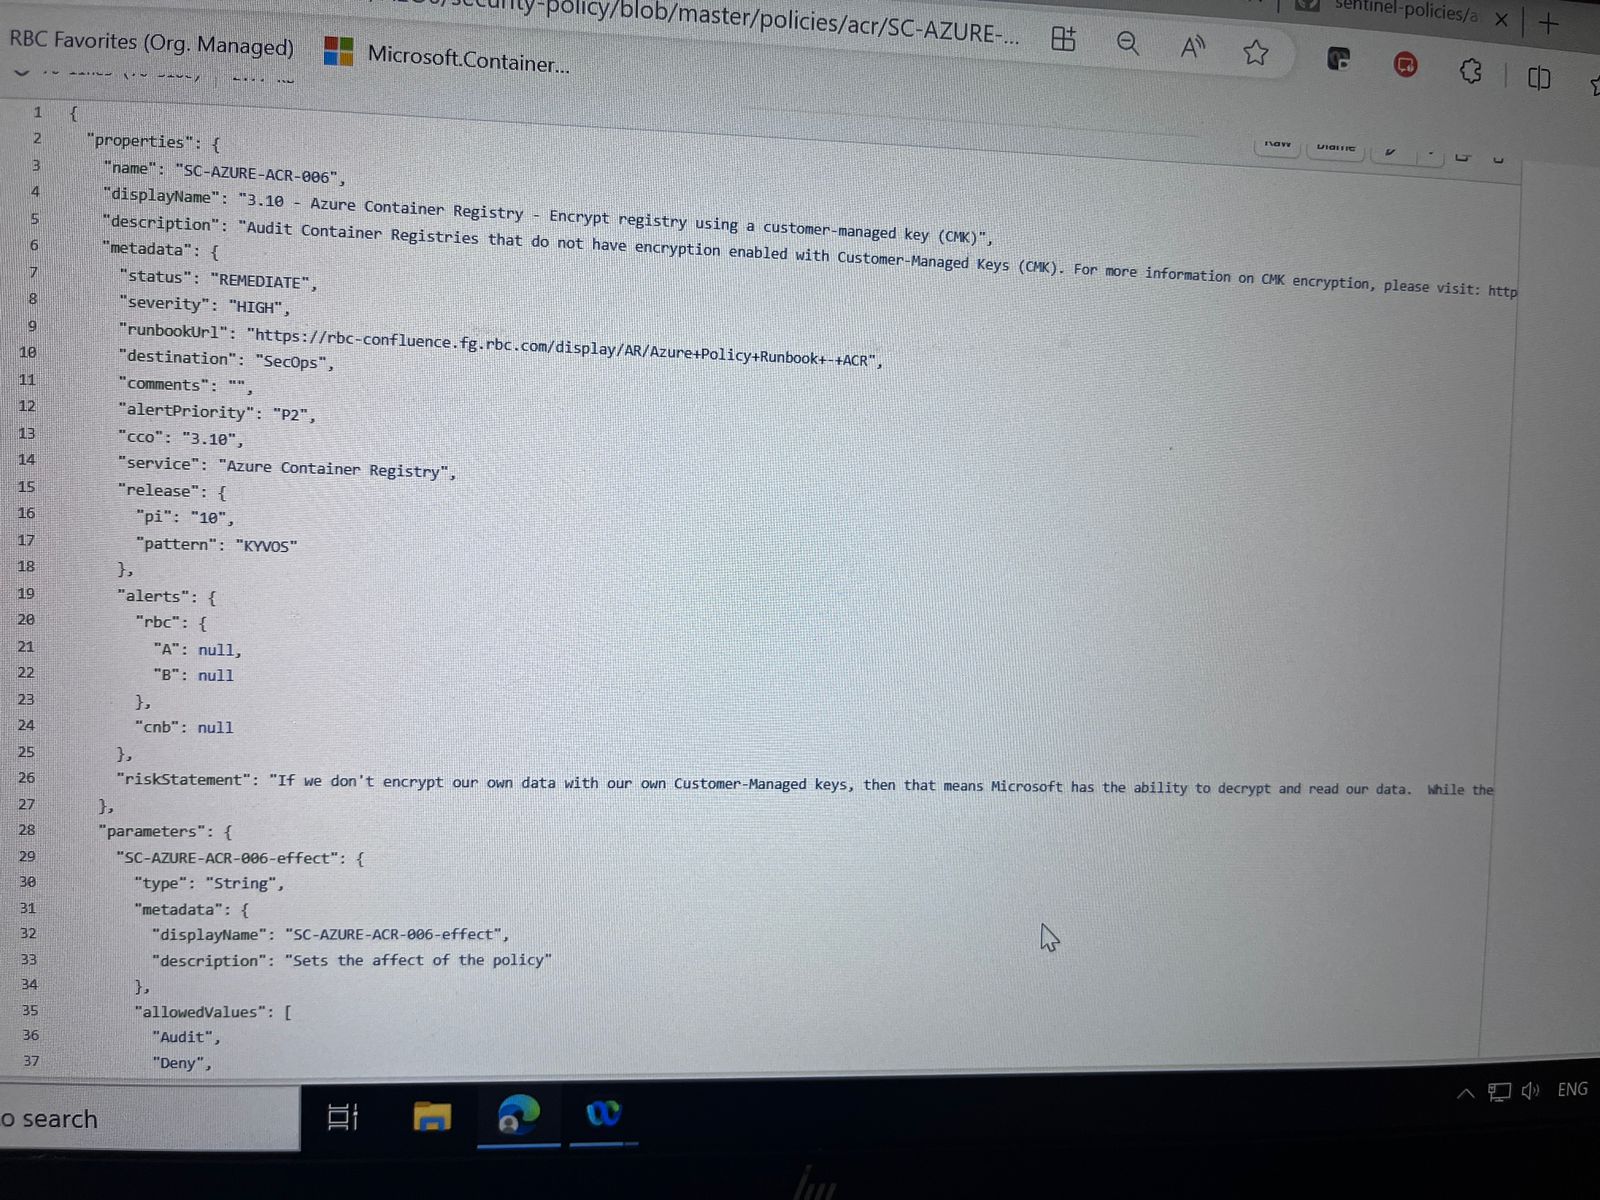 security-policy/blob/master/policies/acr/SC-AZURE-...
sentinel-policies/a
RBC Favorites (Org. Managed)
Microsoft.Container...
Raw
Blame
1 {
2 "properties": {
3 "name": "SC-AZURE-ACR-006",
4 "displayName": "3.10 - Azure Container Registry - Encrypt registry using a customer-managed key (CMK)",
5 "description": "Audit Container Registries that do not have encryption enabled with Customer-Managed Keys (CMK). For more information on CMK encryption, please visit: http
6 "metadata": {
7 "status": "REMEDIATE",
8 "severity": "HIGH",
9 "runbookUrl": "https://rbc-confluence.fg.rbc.com/display/AR/Azure+Policy+Runbook+-+ACR",
10 "destination": "SecOps",
11 "comments": "",
12 "alertPriority": "P2",
13 "cco": "3.10",
14 "service": "Azure Container Registry",
15 "release": {
16 "pi": "10",
17 "pattern": "KYVOS"
18 },
19 "alerts": {
20 "rbc": {
21 "A": null,
22 "B": null
23 },
24 "cnb": null
25 },
26 "riskStatement": "If we don't encrypt our own data with our own Customer-Managed keys, then that means Microsoft has the ability to decrypt and read our data.  While the
27 },
28 "parameters": {
29 "SC-AZURE-ACR-006-effect": {
30 "type": "String",
31 "metadata": {
32 "displayName": "SC-AZURE-ACR-006-effect",
33 "description": "Sets the affect of the policy"
34 },
35 "allowedValues": [
36 "Audit",
37 "Deny",
o search
ENG
hp